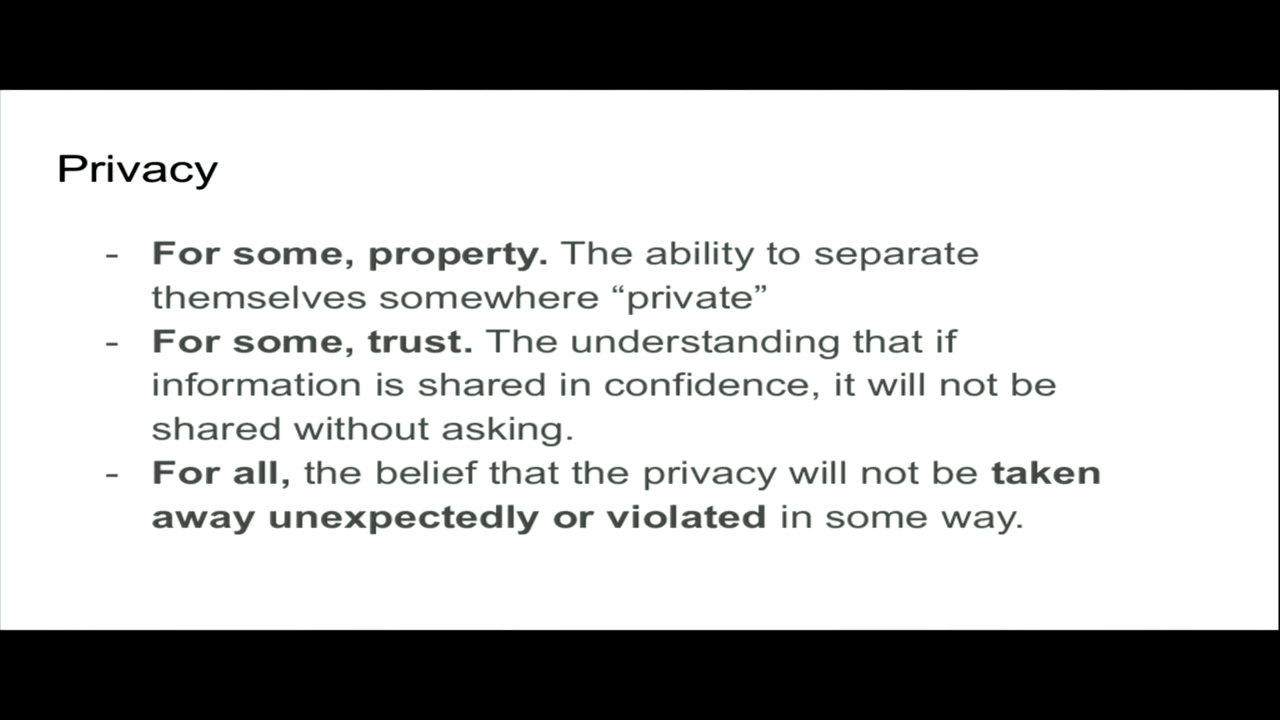 Privacy
- For some, property. The ability to separate
themselves somewhere “private”
- For some, trust. The understanding that if
information is shared in confidence, it will not be
shared without asking.
- For all, the belief that the privacy will not be taken
away unexpectedly or violated in some way.